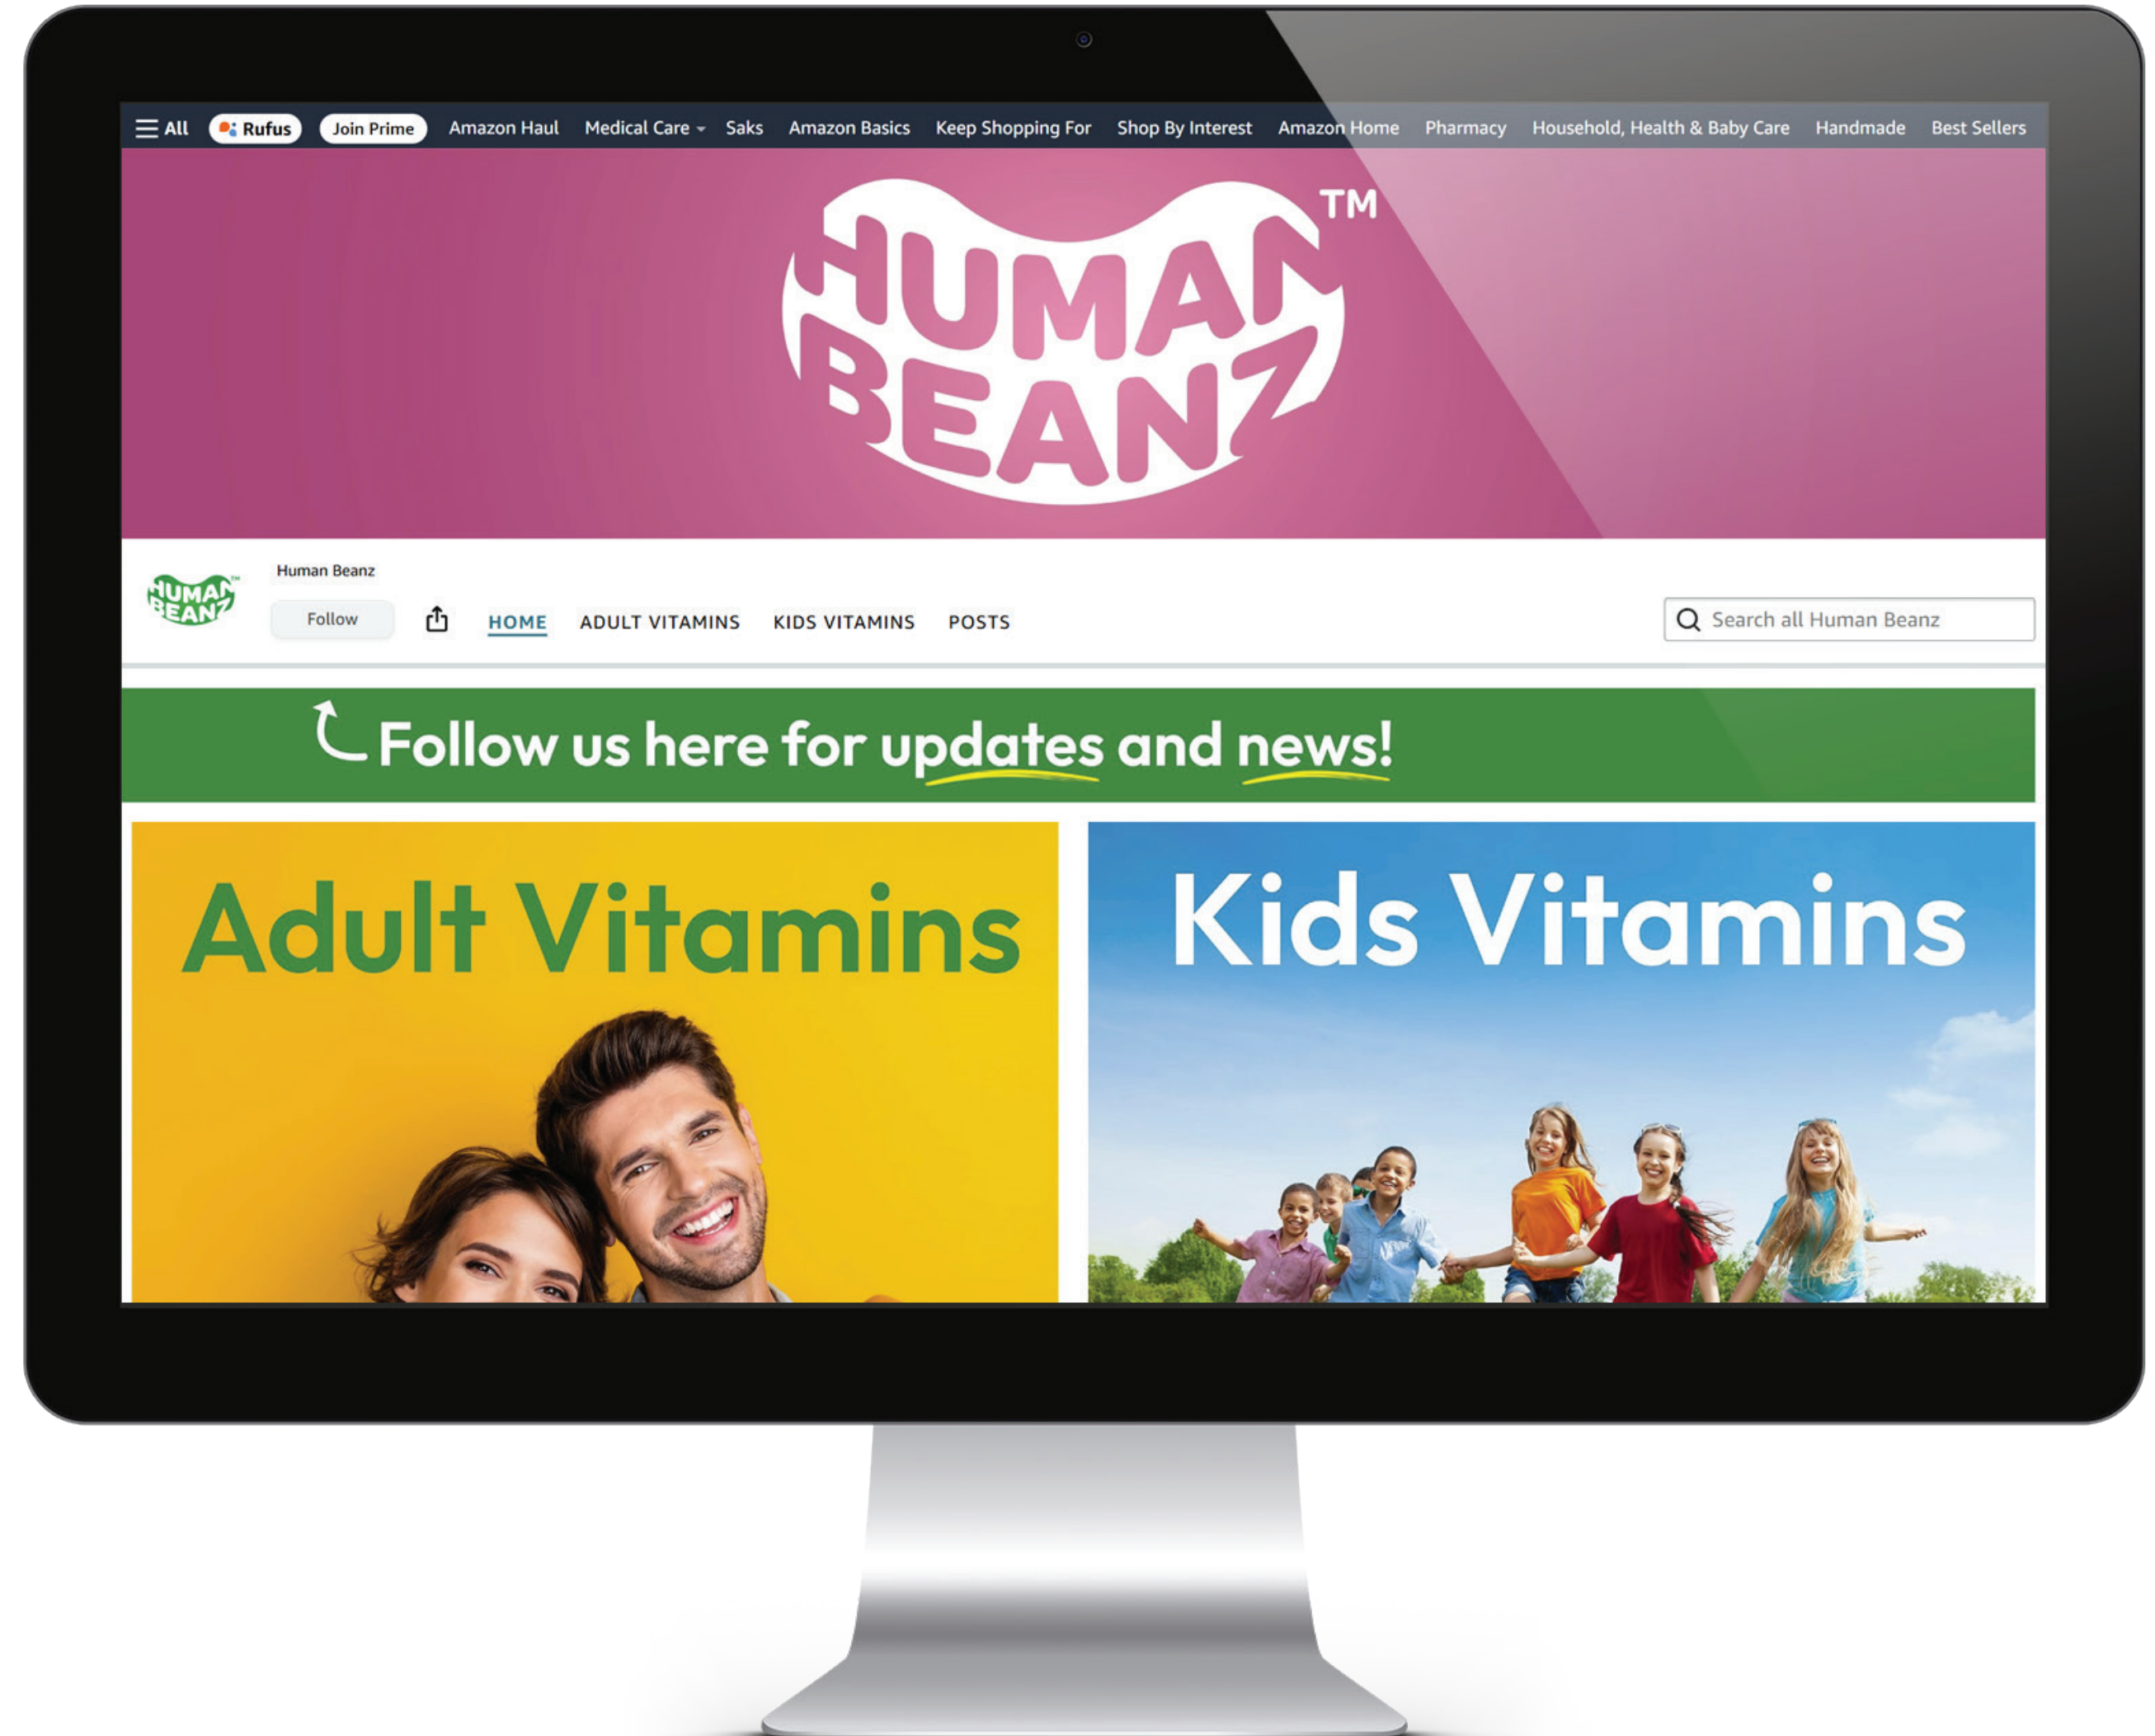 All Rufus Join Prime Amazon Haul Medical Care Saks Amazon Basics Keep Shopping For Shop By Interest Amazon Home Pharmacy Household, Health & Baby Care Handmade Best Sellers
HUMAN TM
BEANZ
HUMAN TM
BEANZ
Human Beanz
Follow HOME ADULT VITAMINS KIDS VITAMINS POSTS Search all Human Beanz
Follow us here for updates and news!
Adult Vitamins
Kids Vitamins